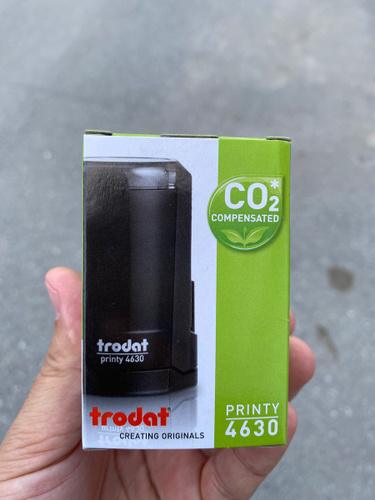 CO2*
COMPENSATED
trodat
printy 4630
trodat®
CREATING ORIGINALS
PRINTY
4630